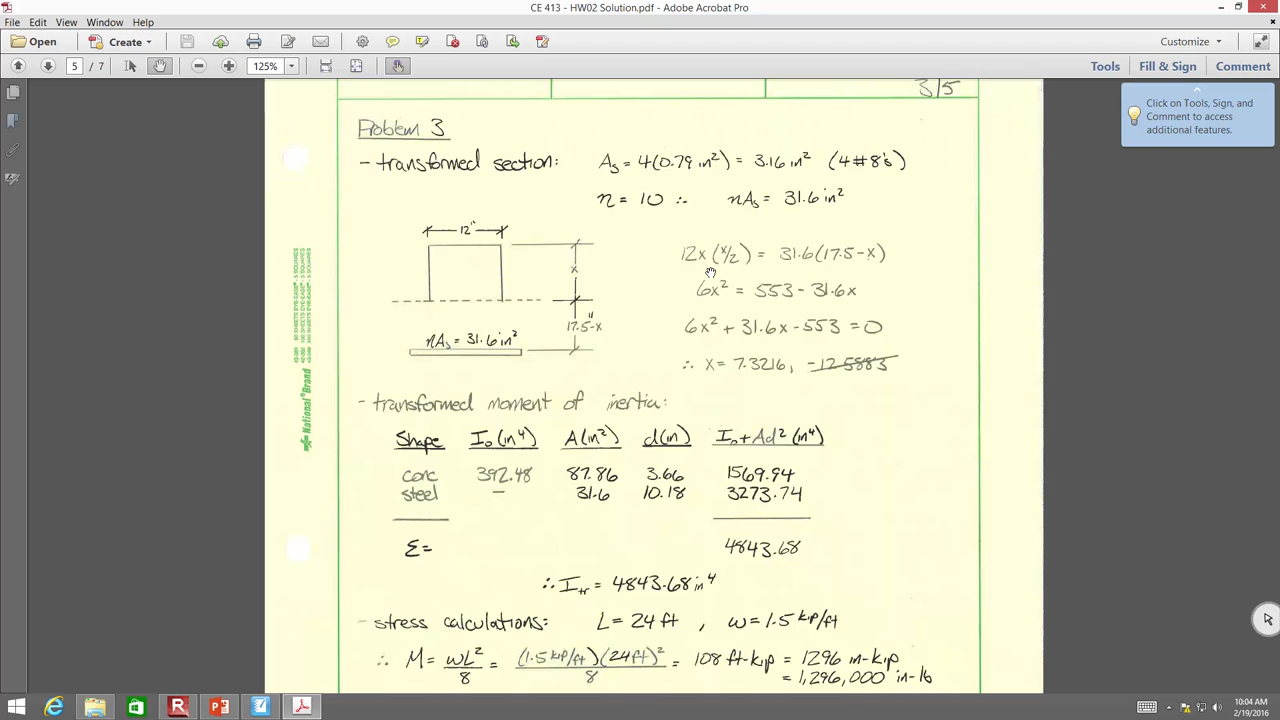 CE 413 - HW02 Solution.pdf - Adobe Acrobat Pro
File Edit View Window Help
Open Create Customize
5 / 7 125% Tools Fill & Sign Comment
Click on Tools, Sign, and
Comment to access
additional features.
3/5
Problem 3
- transformed section: As = 4(0.79 in²) = 3.16 in² (4 #8's)
n = 10 ∴ nAs = 31.6 in²
12"
12x (x/2) = 31.6(17.5-x)
x
6x² = 553 - 31.6x
17.5"-x
6x² + 31.6x - 553 = 0
nAs = 31.6 in²
∴ x = 7.3216, -12.5883
- transformed moment of inertia:
Shape I₀(in⁴) A(in²) d(in) I₀+Ad²(in⁴)
conc 392.48 87.86 3.66 1569.94
steel — 31.6 10.18 3273.74
Σ= 4843.68
∴ Itr = 4843.68 in⁴
- stress calculations: L = 24 ft , w = 1.5 kip/ft
∴ M = wL²/8 = (1.5 kip/ft)(24ft)²/8 = 108 ft-kip = 1296 in-kip
= 1,296,000 in-lb
National®Brand
10:04 AM
2/19/2016